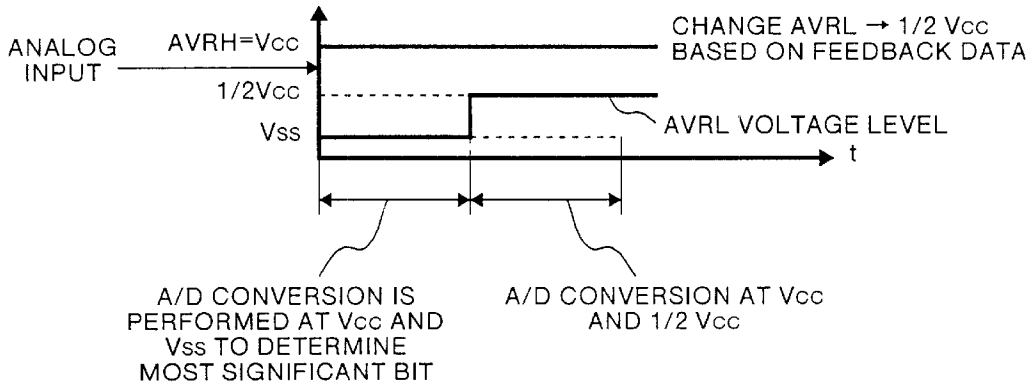 ANALOG
INPUT
AVRH=Vcc
1/2Vcc
Vss
CHANGE AVRL → 1/2 Vcc
BASED ON FEEDBACK DATA
AVRL VOLTAGE LEVEL
t
A/D CONVERSION IS
PERFORMED AT Vcc AND
Vss TO DETERMINE
MOST SIGNIFICANT BIT
A/D CONVERSION AT Vcc
AND 1/2 Vcc